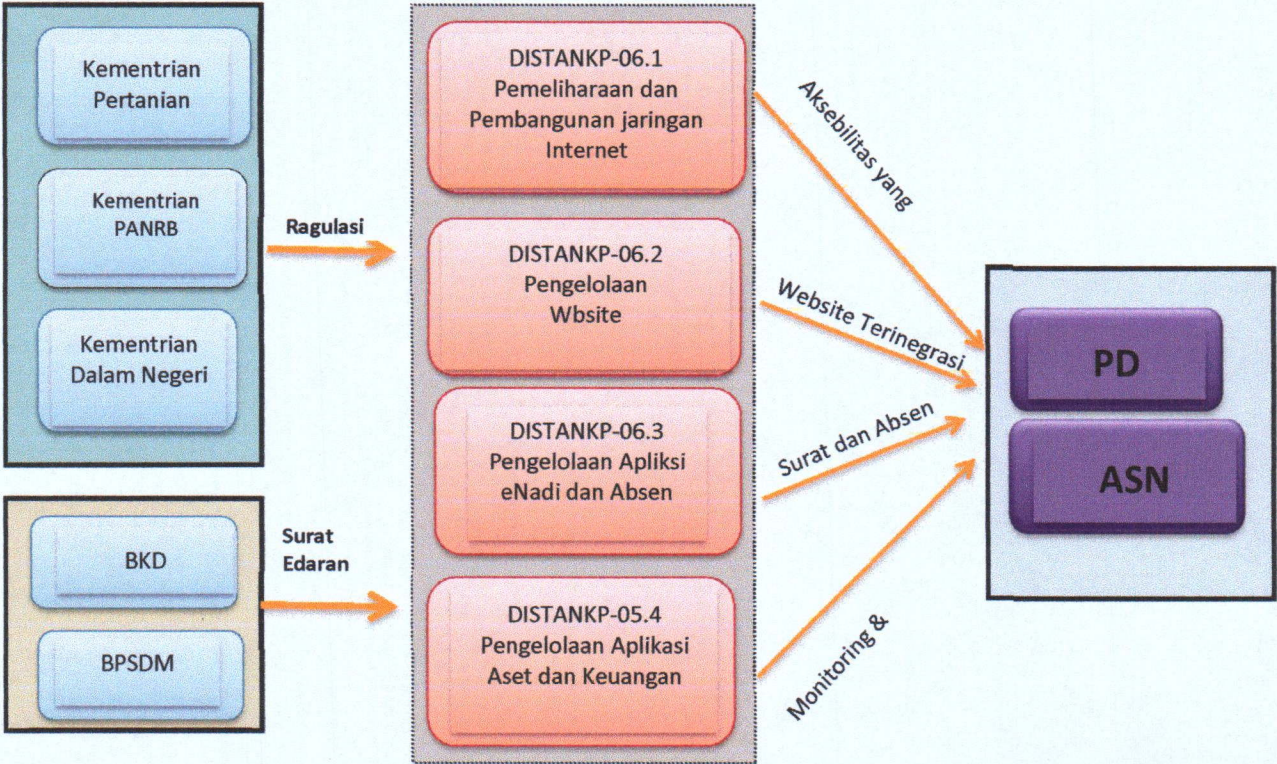 Kementrian
Pertanian
Kementrian
PANRB
Kementrian
Dalam Negeri
Ragulasi
BKD
BPSDM
Surat
Edaran
DISTANKP-06.1
Pemeliharaan dan
Pembangunan jaringan
Internet
DISTANKP-06.2
Pengelolaan
Wbsite
DISTANKP-06.3
Pengelolaan Apliksi
eNadi dan Absen
DISTANKP-05.4
Pengelolaan Aplikasi
Aset dan Keuangan
Aksebilitas yang
Website Terinegrasi
Surat dan Absen
Monitoring &
PD
ASN